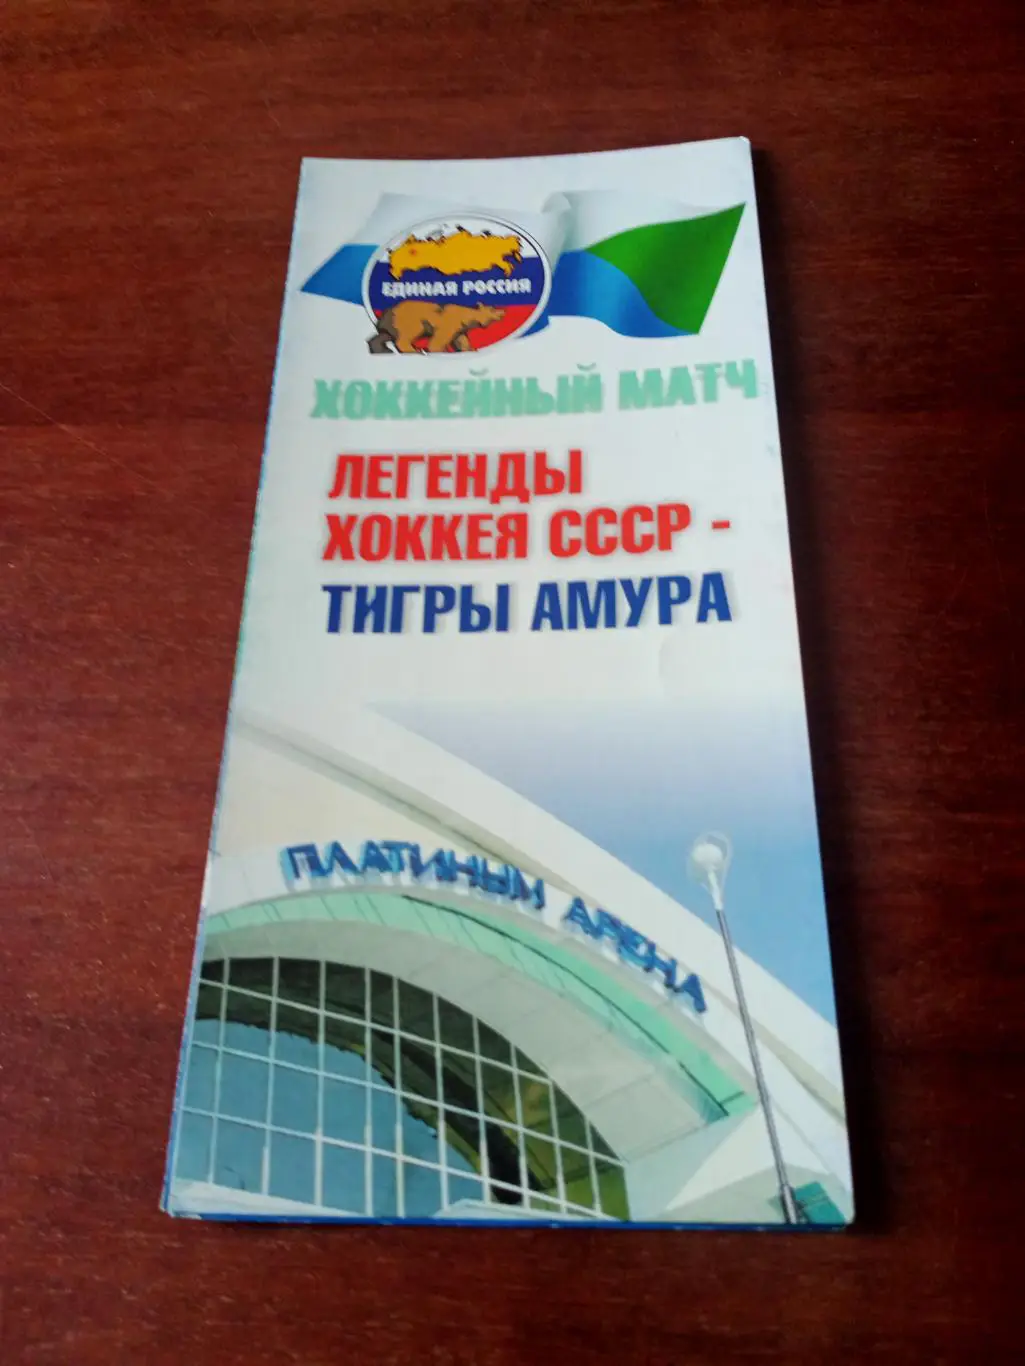 ЕДИНАЯ РОССИЯ
ХОККЕЙНЫЙ МАТЧ
ЛЕГЕНДЫ
ХОККЕЯ СССР -
ТИГРЫ АМУРА
ПЛАТИНУМ АРЕНА